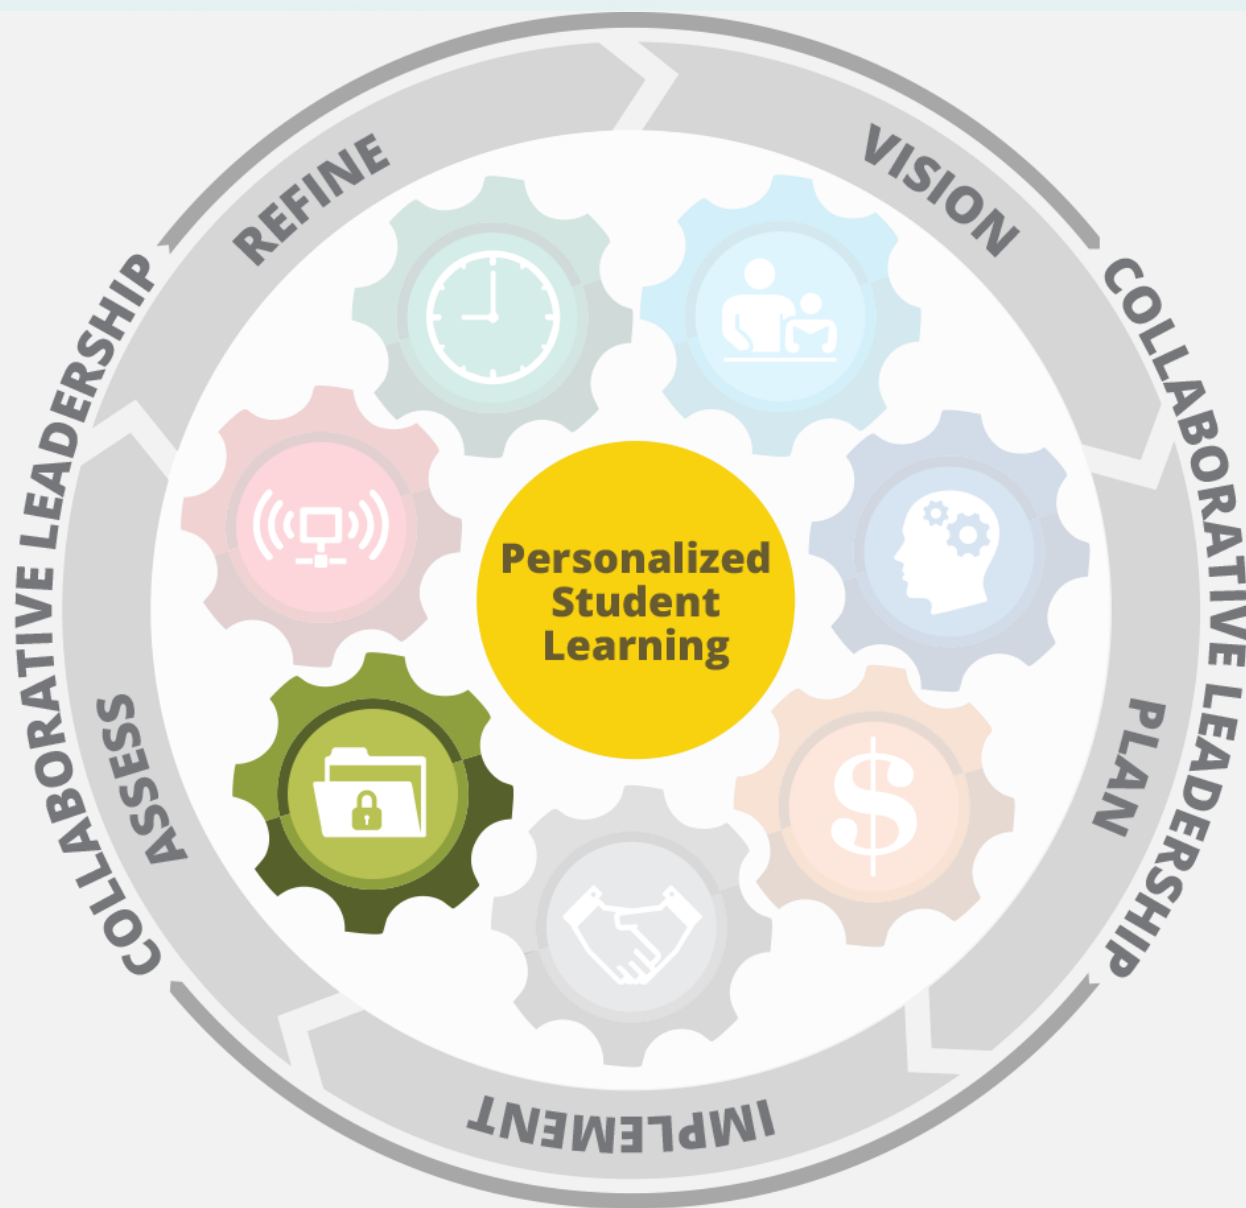 COLLABORATIVE LEADERSHIP
COLLABORATIVE LEADERSHIP
REFINE
VISION
PLAN
IMPLEMENT
ASSESS
Personalized
Student
Learning
$